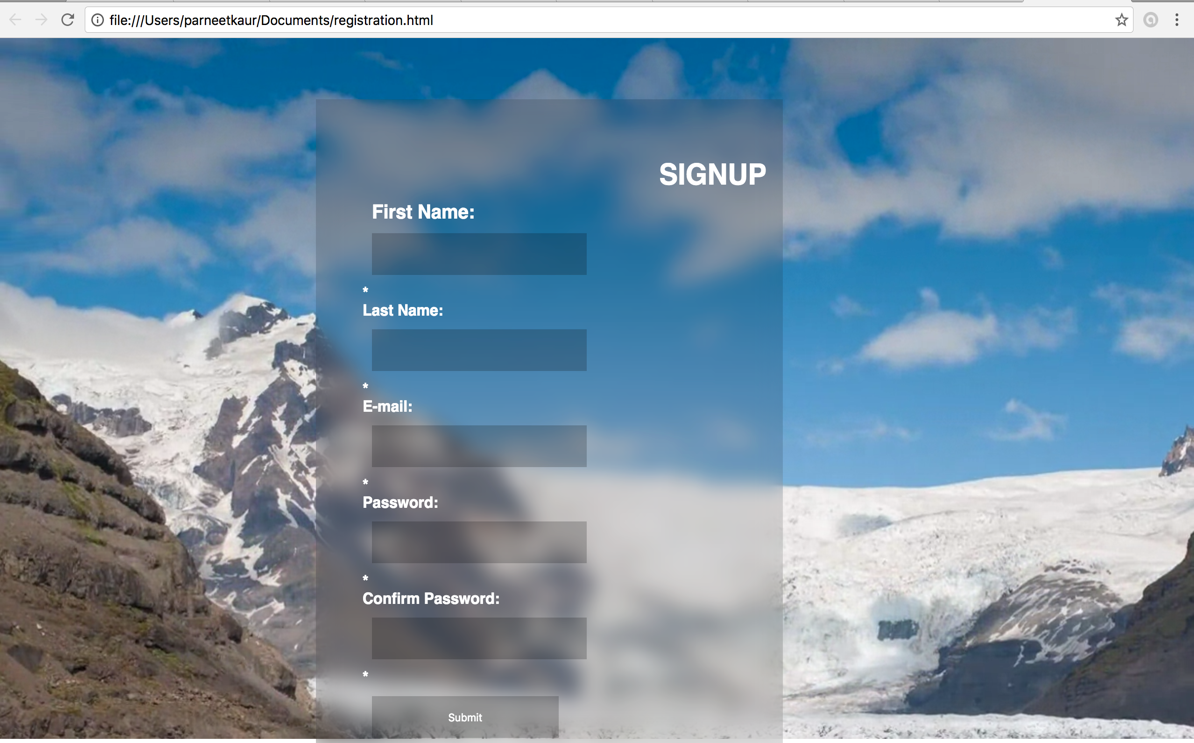 file:///Users/parneetkaur/Documents/registration.html
SIGNUP
First Name:
*
Last Name:
*
E-mail:
*
Password:
*
Confirm Password:
*
Submit